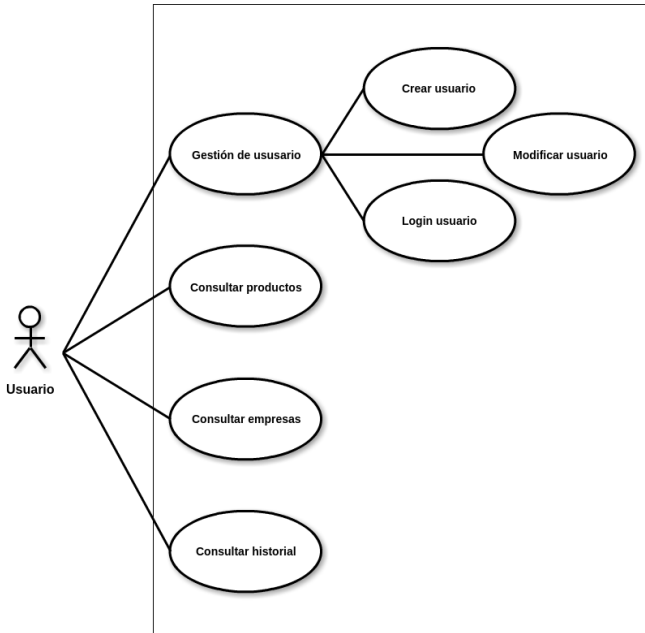 Crear usuario
Gestión de ususario
Modificar usuario
Login usuario
Consultar productos
Usuario
Consultar empresas
Consultar historial